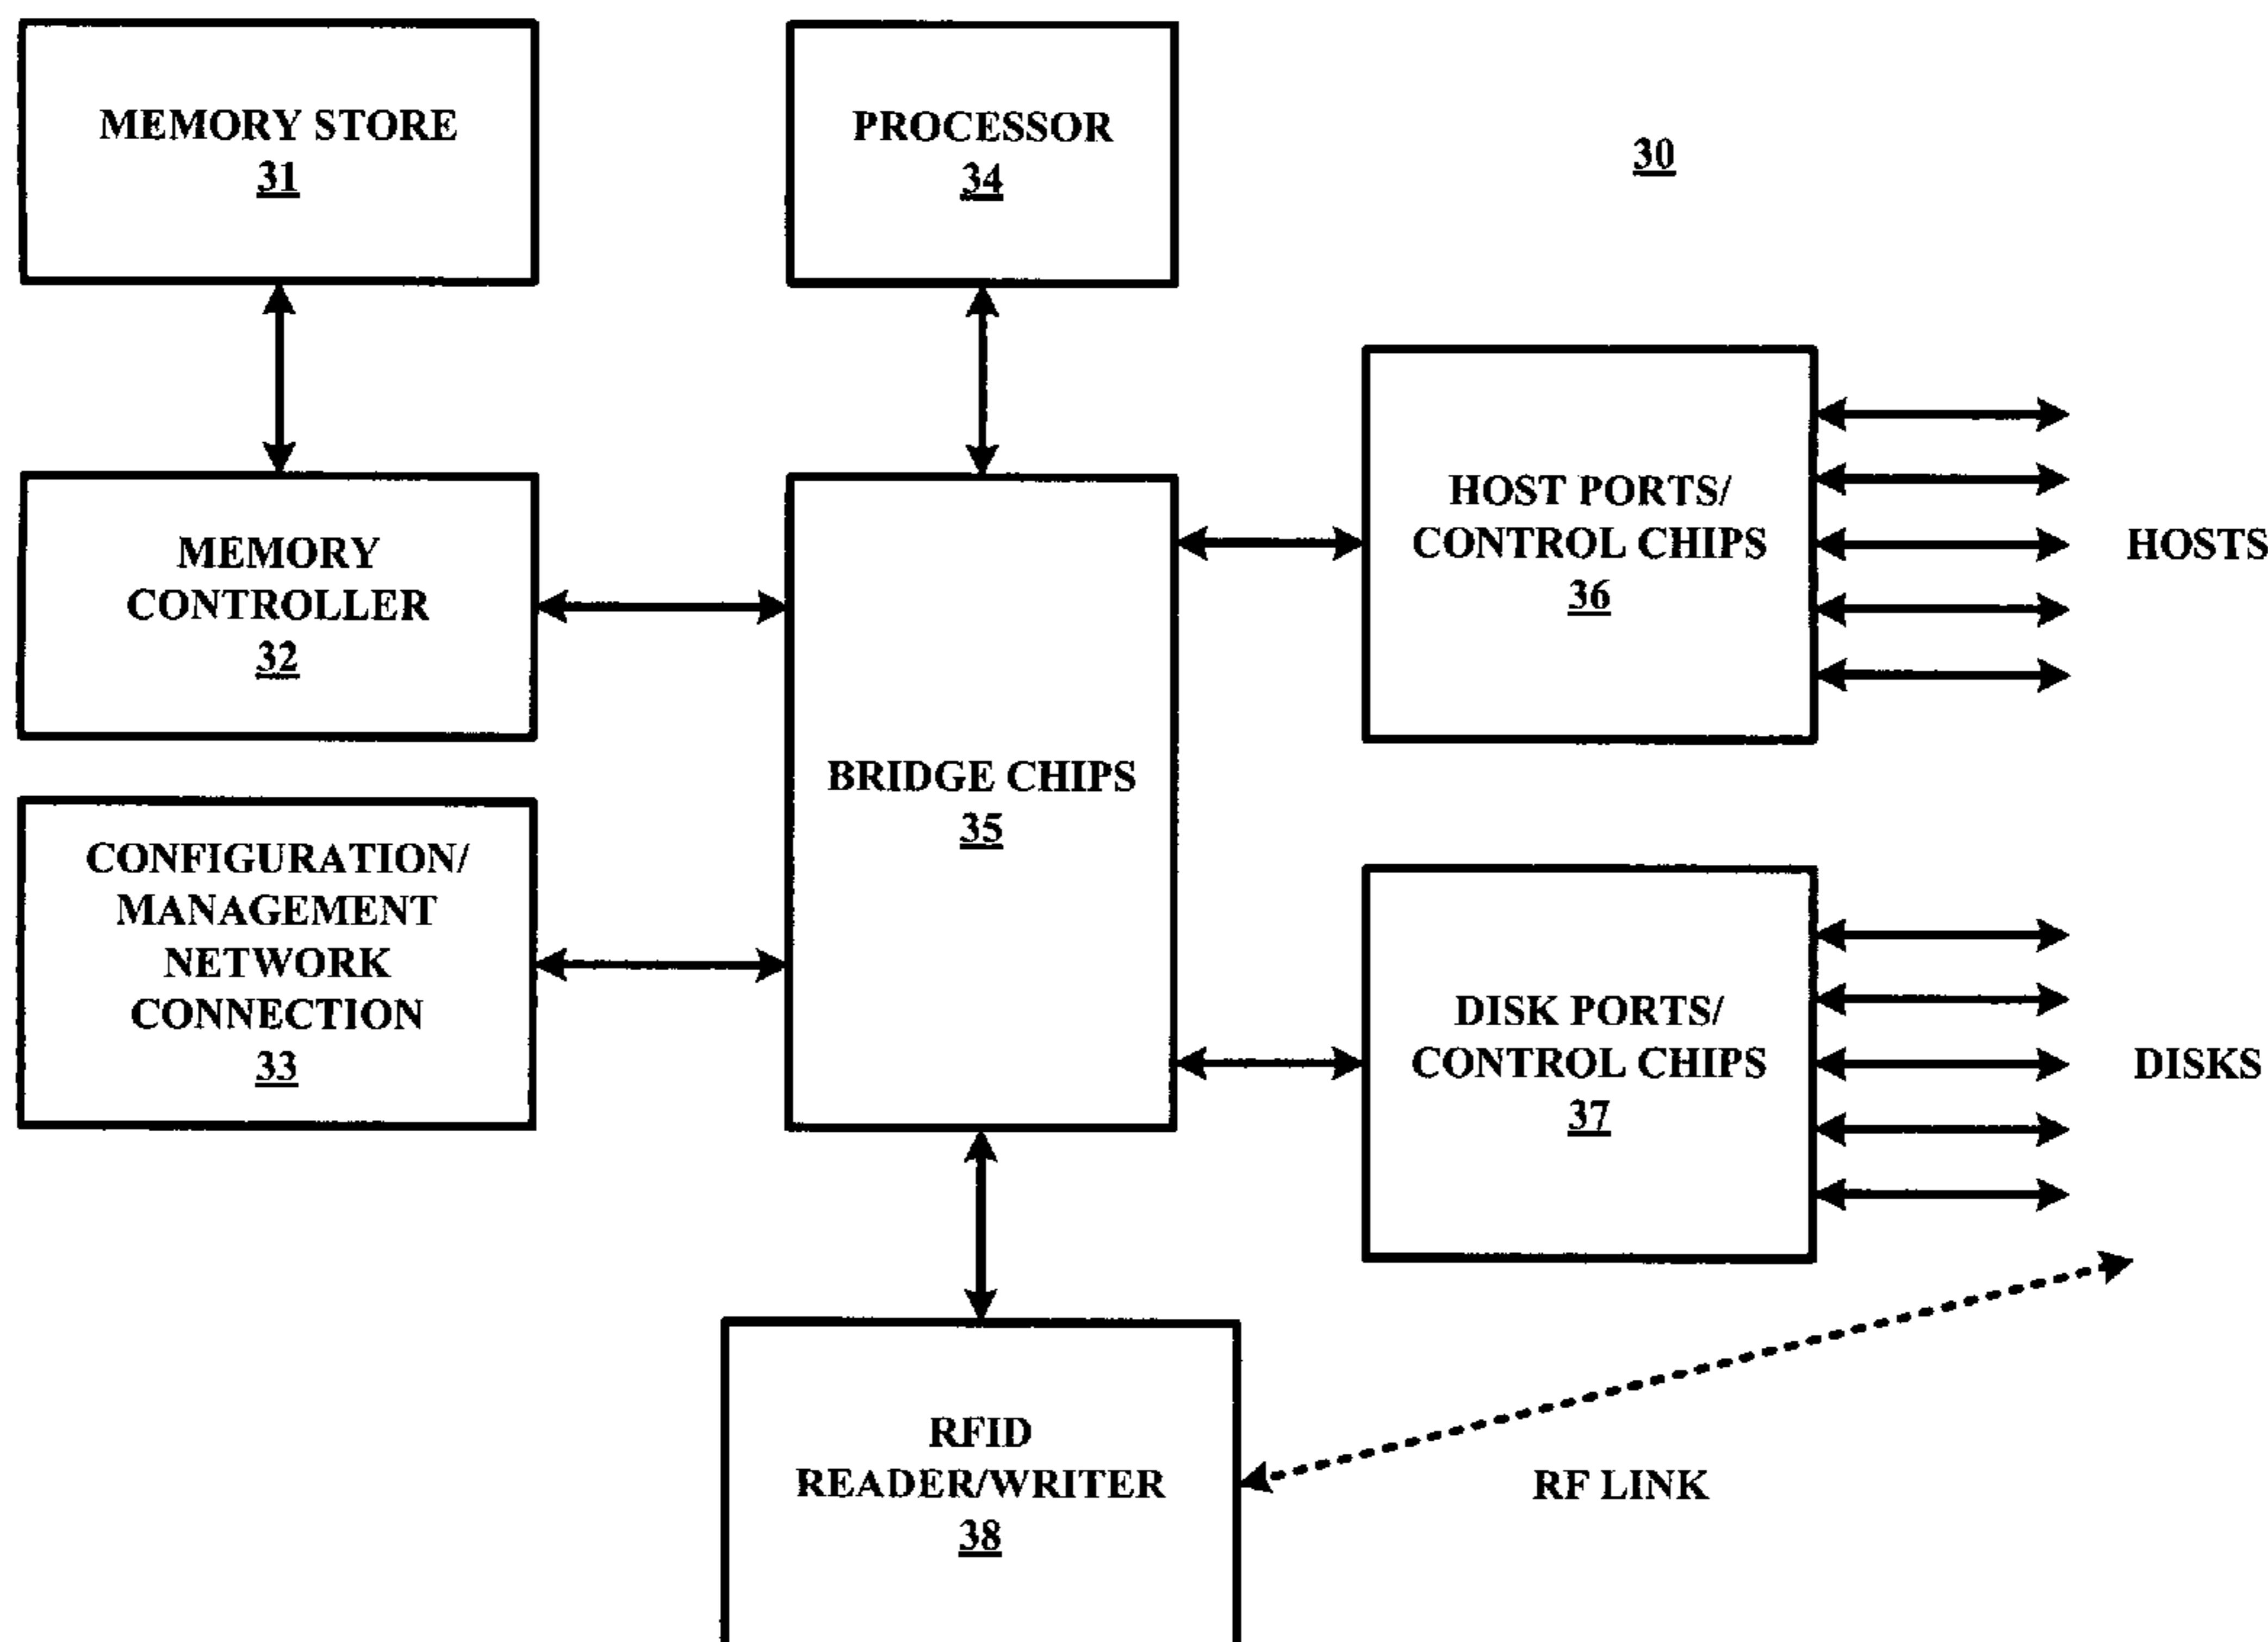 MEMORY STORE
31
PROCESSOR
34
30
MEMORY
CONTROLLER
32
HOST PORTS/
CONTROL CHIPS
36
HOSTS
CONFIGURATION/
MANAGEMENT
NETWORK
CONNECTION
33
BRIDGE CHIPS
35
DISK PORTS/
CONTROL CHIPS
37
DISKS
RFID
READER/WRITER
38
RF LINK